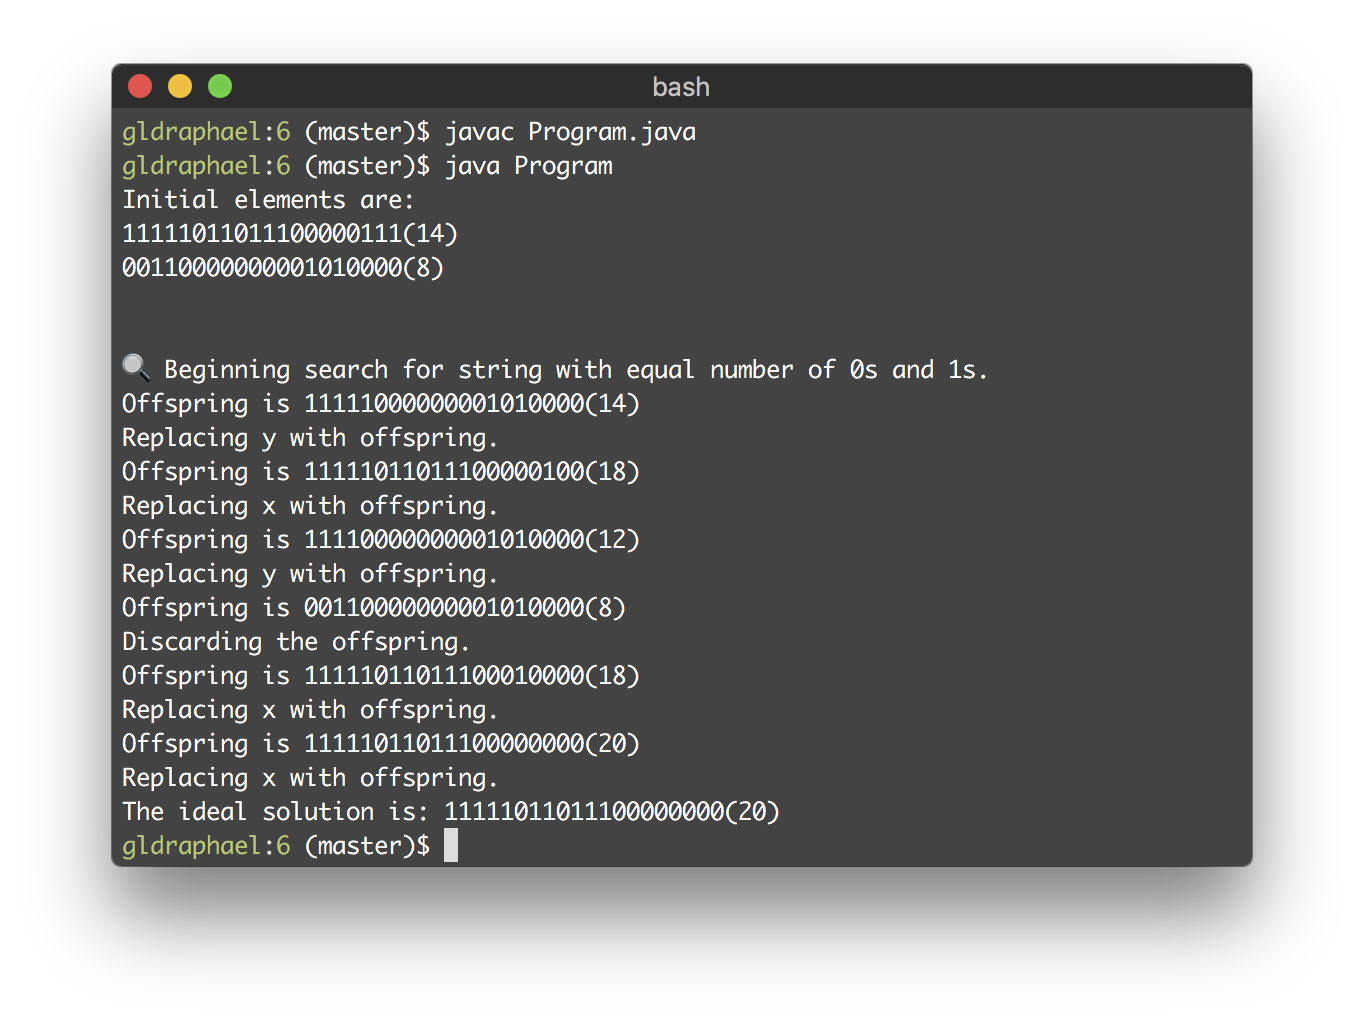 bash
gldraphael:6 (master)$ javac Program.java
gldraphael:6 (master)$ java Program
Initial elements are:
11111011011100000111(14)
00110000000001010000(8)
🔍 Beginning search for string with equal number of 0s and 1s.
Offspring is 11111000000001010000(14)
Replacing y with offspring.
Offspring is 11111011011100000100(18)
Replacing x with offspring.
Offspring is 11110000000001010000(12)
Replacing y with offspring.
Offspring is 00110000000001010000(8)
Discarding the offspring.
Offspring is 11111011011100010000(18)
Replacing x with offspring.
Offspring is 11111011011100000000(20)
Replacing x with offspring.
The ideal solution is: 11111011011100000000(20)
gldraphael:6 (master)$